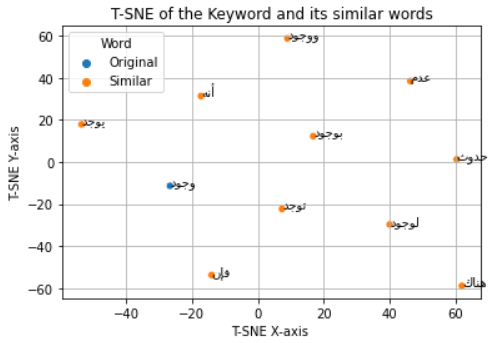 T-SNE of the Keyword and its similar words
Word
Original
Similar
ووجود
عدم
أنه
يوجد
بوجود
حدوث
وجود
توجد
لوجود
فإن
هناك
60
40
20
0
−20
−40
−60
T-SNE Y-axis
−40
−20
0
20
40
60
T-SNE X-axis